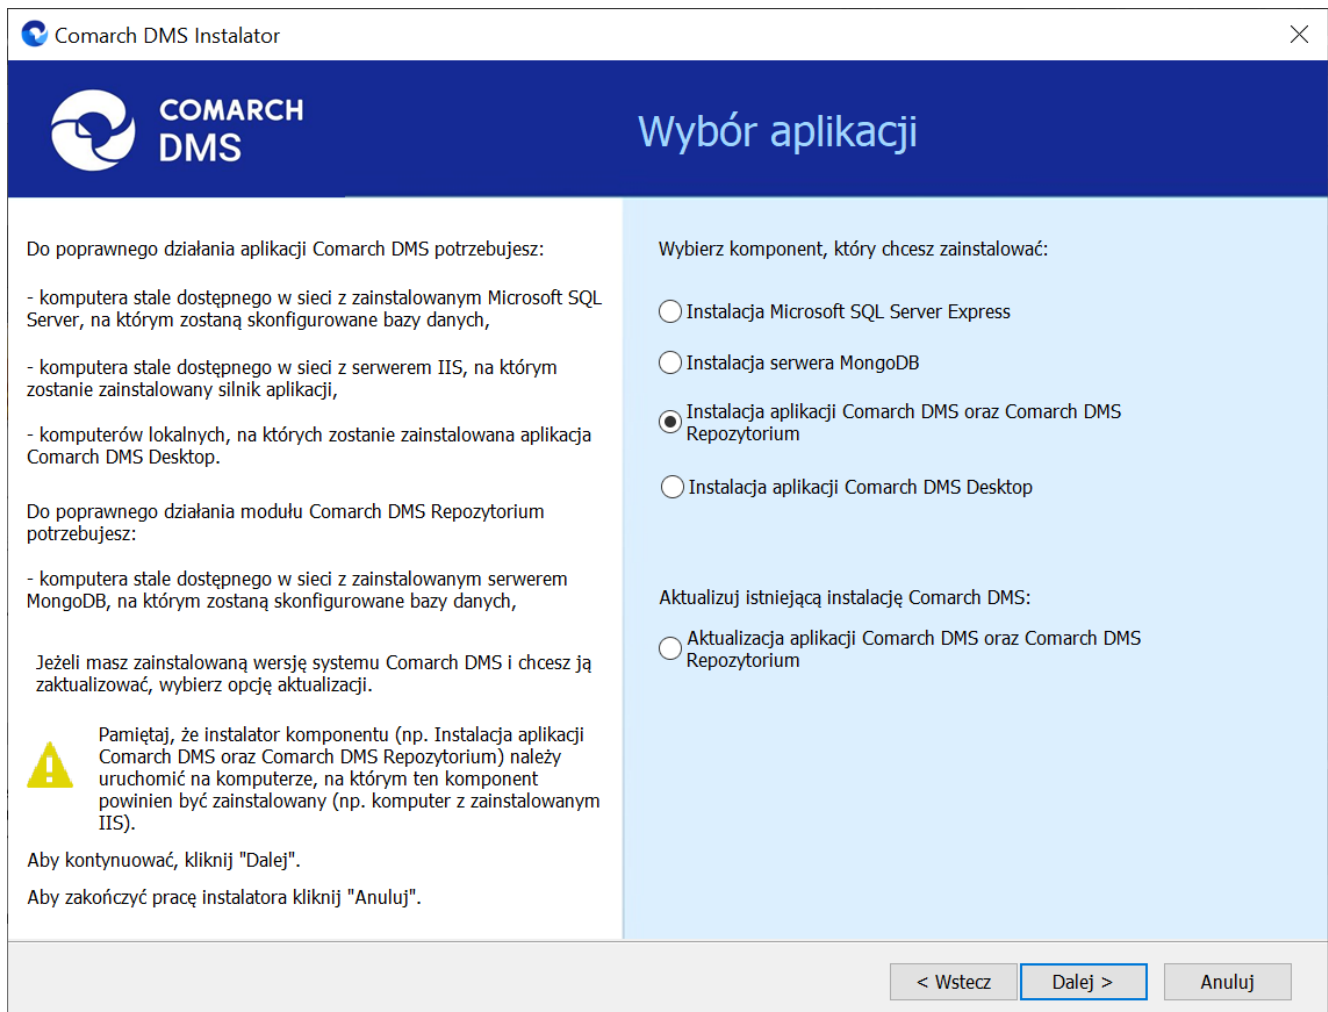 Comarch DMS Instalator
COMARCH
DMS
Wybór aplikacji
Do poprawnego działania aplikacji Comarch DMS potrzebujesz:
- komputera stale dostępnego w sieci z zainstalowanym Microsoft SQL
Server, na którym zostaną skonfigurowane bazy danych,
- komputera stale dostępnego w sieci z serwerem IIS, na którym
zostanie zainstalowany silnik aplikacji,
- komputerów lokalnych, na których zostanie zainstalowana aplikacja
Comarch DMS Desktop.
Do poprawnego działania modułu Comarch DMS Repozytorium
potrzebujesz:
- komputera stale dostępnego w sieci z zainstalowanym serwerem
MongoDB, na którym zostaną skonfigurowane bazy danych,
Jeżeli masz zainstalowaną wersję systemu Comarch DMS i chcesz ją
zaktualizować, wybierz opcję aktualizacji.
Pamiętaj, że instalator komponentu (np. Instalacja aplikacji
Comarch DMS oraz Comarch DMS Repozytorium) należy
uruchomić na komputerze, na którym ten komponent
powinien być zainstalowany (np. komputer z zainstalowanym
IIS).
Aby kontynuować, kliknij "Dalej".
Aby zakończyć pracę instalatora kliknij "Anuluj".
Wybierz komponent, który chcesz zainstalować:
Instalacja Microsoft SQL Server Express
Instalacja serwera MongoDB
Instalacja aplikacji Comarch DMS oraz Comarch DMS
Repozytorium
Instalacja aplikacji Comarch DMS Desktop
Aktualizuj istniejącą instalację Comarch DMS:
Aktualizacja aplikacji Comarch DMS oraz Comarch DMS
Repozytorium
< Wstecz
Dalej >
Anuluj